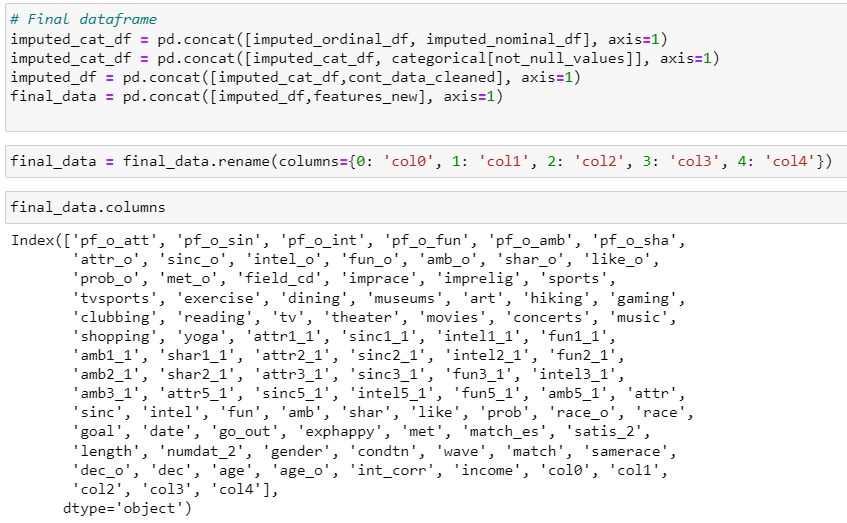 # Final dataframe
imputed_cat_df = pd.concat([imputed_ordinal_df, imputed_nominal_df], axis=1)
imputed_cat_df = pd.concat([imputed_cat_df, categorical[not_null_values]], axis=1)
imputed_df = pd.concat([imputed_cat_df,cont_data_cleaned], axis=1)
final_data = pd.concat([imputed_df,features_new], axis=1)
final_data = final_data.rename(columns={0: 'col0', 1: 'col1', 2: 'col2', 3: 'col3', 4: 'col4'})
final_data.columns
Index(['pf_o_att', 'pf_o_sin', 'pf_o_int', 'pf_o_fun', 'pf_o_amb', 'pf_o_sha',
'attr_o', 'sinc_o', 'intel_o', 'fun_o', 'amb_o', 'shar_o', 'like_o',
'prob_o', 'met_o', 'field_cd', 'imprace', 'imprelig', 'sports',
'tvsports', 'exercise', 'dining', 'museums', 'art', 'hiking', 'gaming',
'clubbing', 'reading', 'tv', 'theater', 'movies', 'concerts', 'music',
'shopping', 'yoga', 'attr1_1', 'sinc1_1', 'intel1_1', 'fun1_1',
'amb1_1', 'shar1_1', 'attr2_1', 'sinc2_1', 'intel2_1', 'fun2_1',
'amb2_1', 'shar2_1', 'attr3_1', 'sinc3_1', 'fun3_1', 'intel3_1',
'amb3_1', 'attr5_1', 'sinc5_1', 'intel5_1', 'fun5_1', 'amb5_1', 'attr',
'sinc', 'intel', 'fun', 'amb', 'shar', 'like', 'prob', 'race_o', 'race',
'goal', 'date', 'go_out', 'exphappy', 'met', 'match_es', 'satis_2',
'length', 'numdat_2', 'gender', 'condtn', 'wave', 'match', 'samerace',
'dec_o', 'dec', 'age', 'age_o', 'int_corr', 'income', 'col0', 'col1',
'col2', 'col3', 'col4'],
dtype='object')